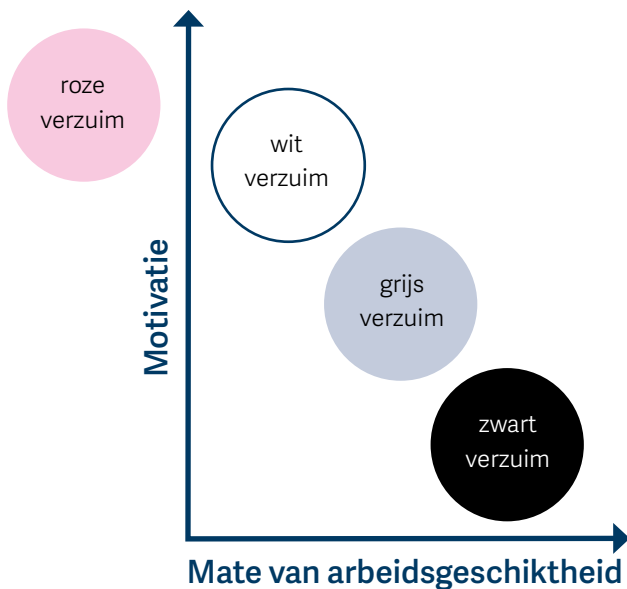 roze
verzuim
wit
verzuim
grijs
verzuim
zwart
verzuim
Motivatie
Mate van arbeidsgeschiktheid